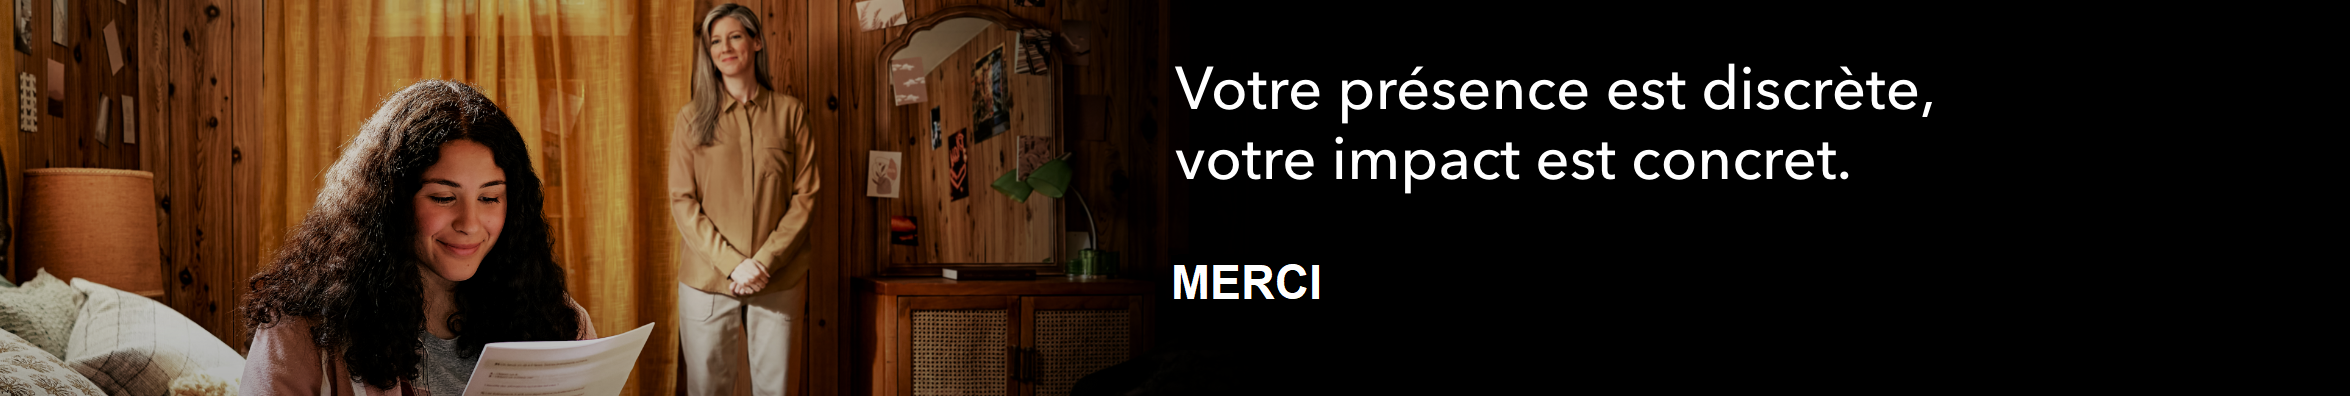 Votre présence est discrète,
votre impact est concret.
MERCI